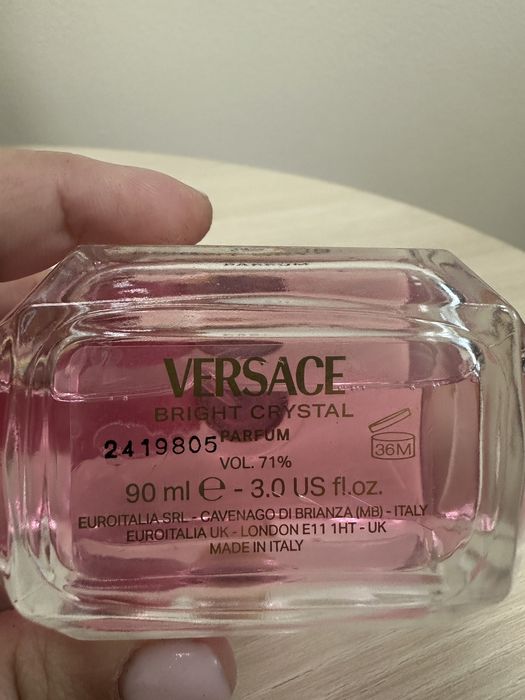 VERSACE
BRIGHT CRYSTAL
PARFUM
2419805
VOL. 71%
36M
90 ml ℮ - 3.0 US fl.oz.
EUROITALIA SRL - CAVENAGO DI BRIANZA (MB) - ITALY
EUROITALIA UK - LONDON E11 1HT - UK
MADE IN ITALY